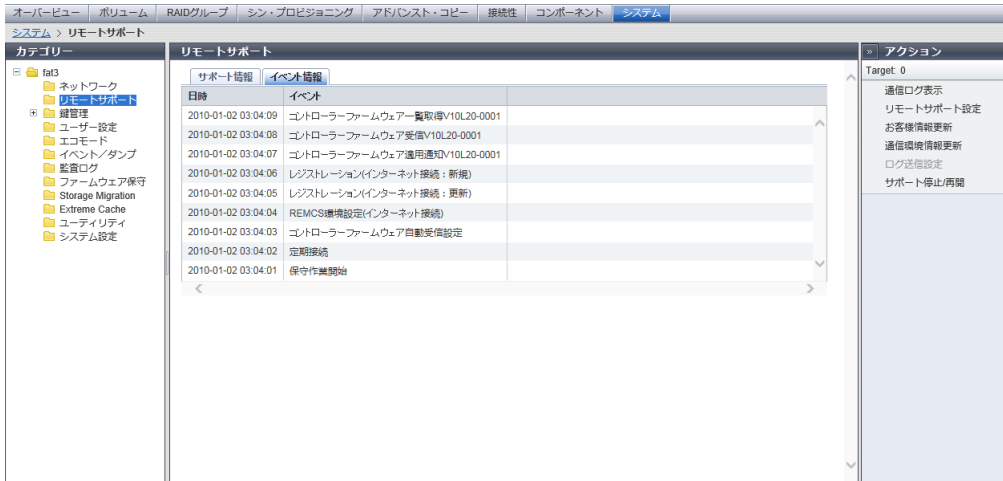 オーバービュー ボリューム RAIDグループ シン・プロビジョニング アドバンスト・コピー 接続性 コンポーネント システム
システム > リモートサポート
カテゴリー
fat3
ネットワーク
リモートサポート
鍵管理
ユーザー設定
エコモード
イベント／ダンプ
監査ログ
ファームウェア保守
Storage Migration
Extreme Cache
ユーティリティ
システム設定
リモートサポート
サポート情報 イベント情報
日時 イベント
2010-01-02 03:04:09 コントローラーファームウェア一覧取得V10L20-0001
2010-01-02 03:04:08 コントローラーファームウェア受信V10L20-0001
2010-01-02 03:04:07 コントローラーファームウェア適用通知V10L20-0001
2010-01-02 03:04:06 レジストレーション(インターネット接続：新規)
2010-01-02 03:04:05 レジストレーション(インターネット接続：更新)
2010-01-02 03:04:04 REMCS環境設定(インターネット接続)
2010-01-02 03:04:03 コントローラーファームウェア自動受信設定
2010-01-02 03:04:02 定期接続
2010-01-02 03:04:01 保守作業開始
» アクション
Target: 0
通信ログ表示
リモートサポート設定
お客様情報更新
通信環境情報更新
ログ送信設定
サポート停止/再開